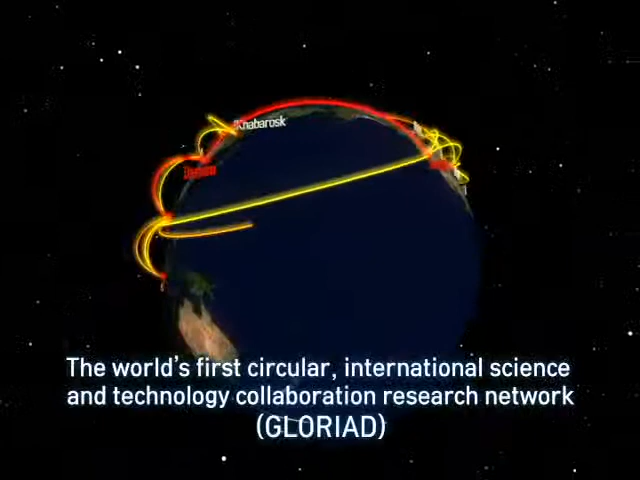 Khabarosk
The world's first circular, international science
and technology collaboration research network
(GLORIAD)